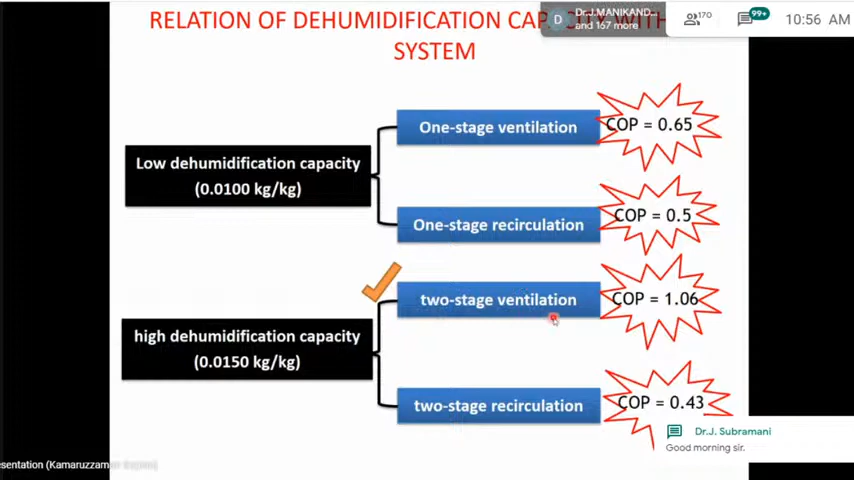 RELATION OF DEHUMIDIFICATION
SYSTEM
D
Dr.J.MANIKAND...
and 167 more
170
99+
10:56 AM
One-stage ventilation
COP = 0.65
Low dehumidification capacity
(0.0100 kg/kg)
One-stage recirculation
COP = 0.5
two-stage ventilation
COP = 1.06
high dehumidification capacity
(0.0150 kg/kg)
two-stage recirculation
COP = 0.43
Dr.J. Subramani
Good morning sir.